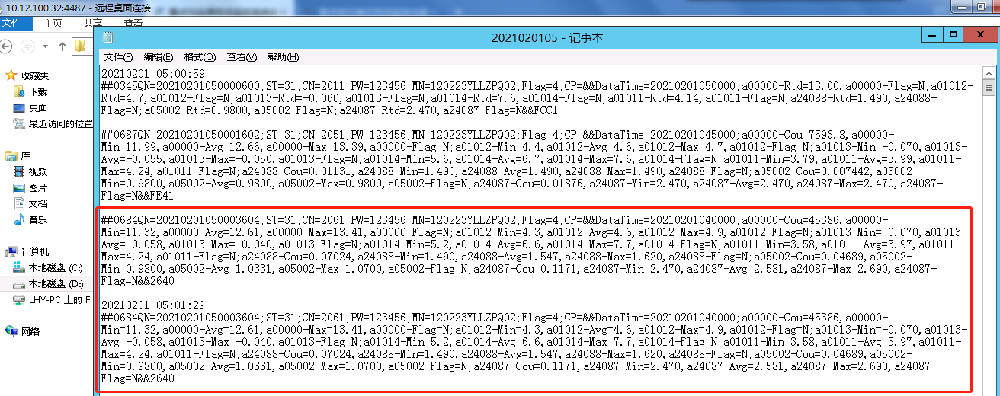 10.12.100.32:4487 - 远程桌面连接
文件 主页 共享 查看
收藏夹
下载
桌面
最近访问的位置
库
视频
图片
文档
音乐
计算机
本地磁盘 (C:)
本地磁盘 (D:)
LHY-PC 上的 F
网络
2021020105 - 记事本
文件(F) 编辑(E) 格式(O) 查看(V) 帮助(H)
20210201 05:00:59
##0345QN=20210201050000600;ST=31;CN=2011;PW=123456;MN=120223YLLZPQ02;Flag=4;CP=&&DataTime=20210201050000;a00000-Rtd=13.00,a00000-Flag=N;a01012-
Rtd=4.7,a01012-Flag=N;a01013-Rtd=-0.060,a01013-Flag=N;a01014-Rtd=7.6,a01014-Flag=N;a01011-Rtd=4.14,a01011-Flag=N;a24088-Rtd=1.490,a24088-
Flag=N;a05002-Rtd=0.9800,a05002-Flag=N;a24087-Rtd=2.470,a24087-Flag=N&&FCC1
##0687QN=20210201050001602;ST=31;CN=2051;PW=123456;MN=120223YLLZPQ02;Flag=4;CP=&&DataTime=20210201045000;a00000-Cou=7593.8,a00000-
Min=11.99,a00000-Avg=12.66,a00000-Max=13.39,a00000-Flag=N;a01012-Min=4.4,a01012-Avg=4.6,a01012-Max=4.7,a01012-Flag=N;a01013-Min=-0.070,a01013-
Avg=-0.055,a01013-Max=-0.050,a01013-Flag=N;a01014-Min=5.6,a01014-Avg=6.7,a01014-Max=7.6,a01014-Flag=N;a01011-Min=3.79,a01011-Avg=3.99,a01011-
Max=4.24,a01011-Flag=N;a24088-Cou=0.01131,a24088-Min=1.490,a24088-Avg=1.490,a24088-Max=1.490,a24088-Flag=N;a05002-Cou=0.007442,a05002-
Min=0.9800,a05002-Avg=0.9800,a05002-Max=0.9800,a05002-Flag=N;a24087-Cou=0.01876,a24087-Min=2.470,a24087-Avg=2.470,a24087-Max=2.470,a24087-
Flag=N&&FE41
##0684QN=20210201050003604;ST=31;CN=2061;PW=123456;MN=120223YLLZPQ02;Flag=4;CP=&&DataTime=20210201040000;a00000-Cou=45386,a00000-
Min=11.32,a00000-Avg=12.61,a00000-Max=13.41,a00000-Flag=N;a01012-Min=4.3,a01012-Avg=4.6,a01012-Max=4.9,a01012-Flag=N;a01013-Min=-0.070,a01013-
Avg=-0.058,a01013-Max=-0.040,a01013-Flag=N;a01014-Min=5.2,a01014-Avg=6.6,a01014-Max=7.7,a01014-Flag=N;a01011-Min=3.58,a01011-Avg=3.97,a01011-
Max=4.24,a01011-Flag=N;a24088-Cou=0.07024,a24088-Min=1.490,a24088-Avg=1.547,a24088-Max=1.620,a24088-Flag=N;a05002-Cou=0.04689,a05002-
Min=0.9800,a05002-Avg=1.0331,a05002-Max=1.0700,a05002-Flag=N;a24087-Cou=0.1171,a24087-Min=2.470,a24087-Avg=2.581,a24087-Max=2.690,a24087-
Flag=N&&2640
20210201 05:01:29
##0684QN=20210201050003604;ST=31;CN=2061;PW=123456;MN=120223YLLZPQ02;Flag=4;CP=&&DataTime=20210201040000;a00000-Cou=45386,a00000-
Min=11.32,a00000-Avg=12.61,a00000-Max=13.41,a00000-Flag=N;a01012-Min=4.3,a01012-Avg=4.6,a01012-Max=4.9,a01012-Flag=N;a01013-Min=-0.070,a01013-
Avg=-0.058,a01013-Max=-0.040,a01013-Flag=N;a01014-Min=5.2,a01014-Avg=6.6,a01014-Max=7.7,a01014-Flag=N;a01011-Min=3.58,a01011-Avg=3.97,a01011-
Max=4.24,a01011-Flag=N;a24088-Cou=0.07024,a24088-Min=1.490,a24088-Avg=1.547,a24088-Max=1.620,a24088-Flag=N;a05002-Cou=0.04689,a05002-
Min=0.9800,a05002-Avg=1.0331,a05002-Max=1.0700,a05002-Flag=N;a24087-Cou=0.1171,a24087-Min=2.470,a24087-Avg=2.581,a24087-Max=2.690,a24087-
Flag=N&&2640